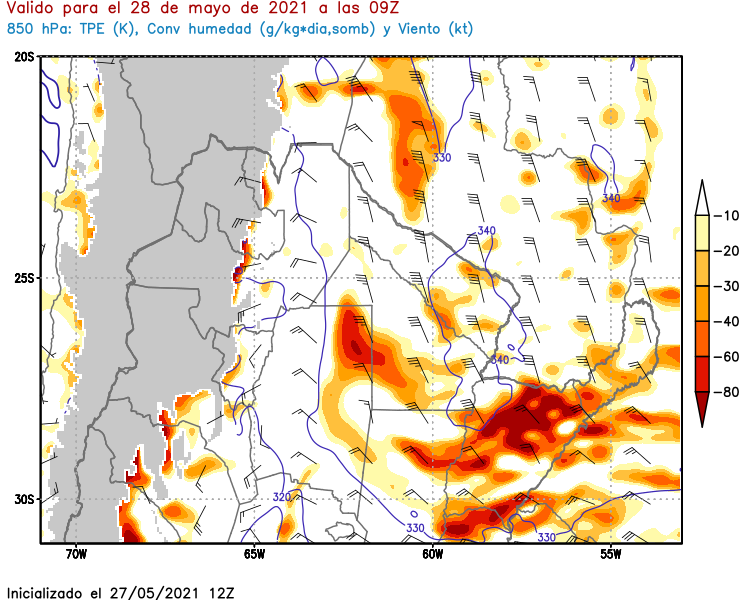 Valido para el 28 de mayo de 2021 a las 09Z
850 hPa: TPE (K), Conv humedad (g/kg*dia,somb) y Viento (kt)
20S
330
340
340
-10
-20
25S
-30
-40
340
-60
-80
320
30S
330
330
70W 65W 60W 55W
Inicializado el 27/05/2021 12Z